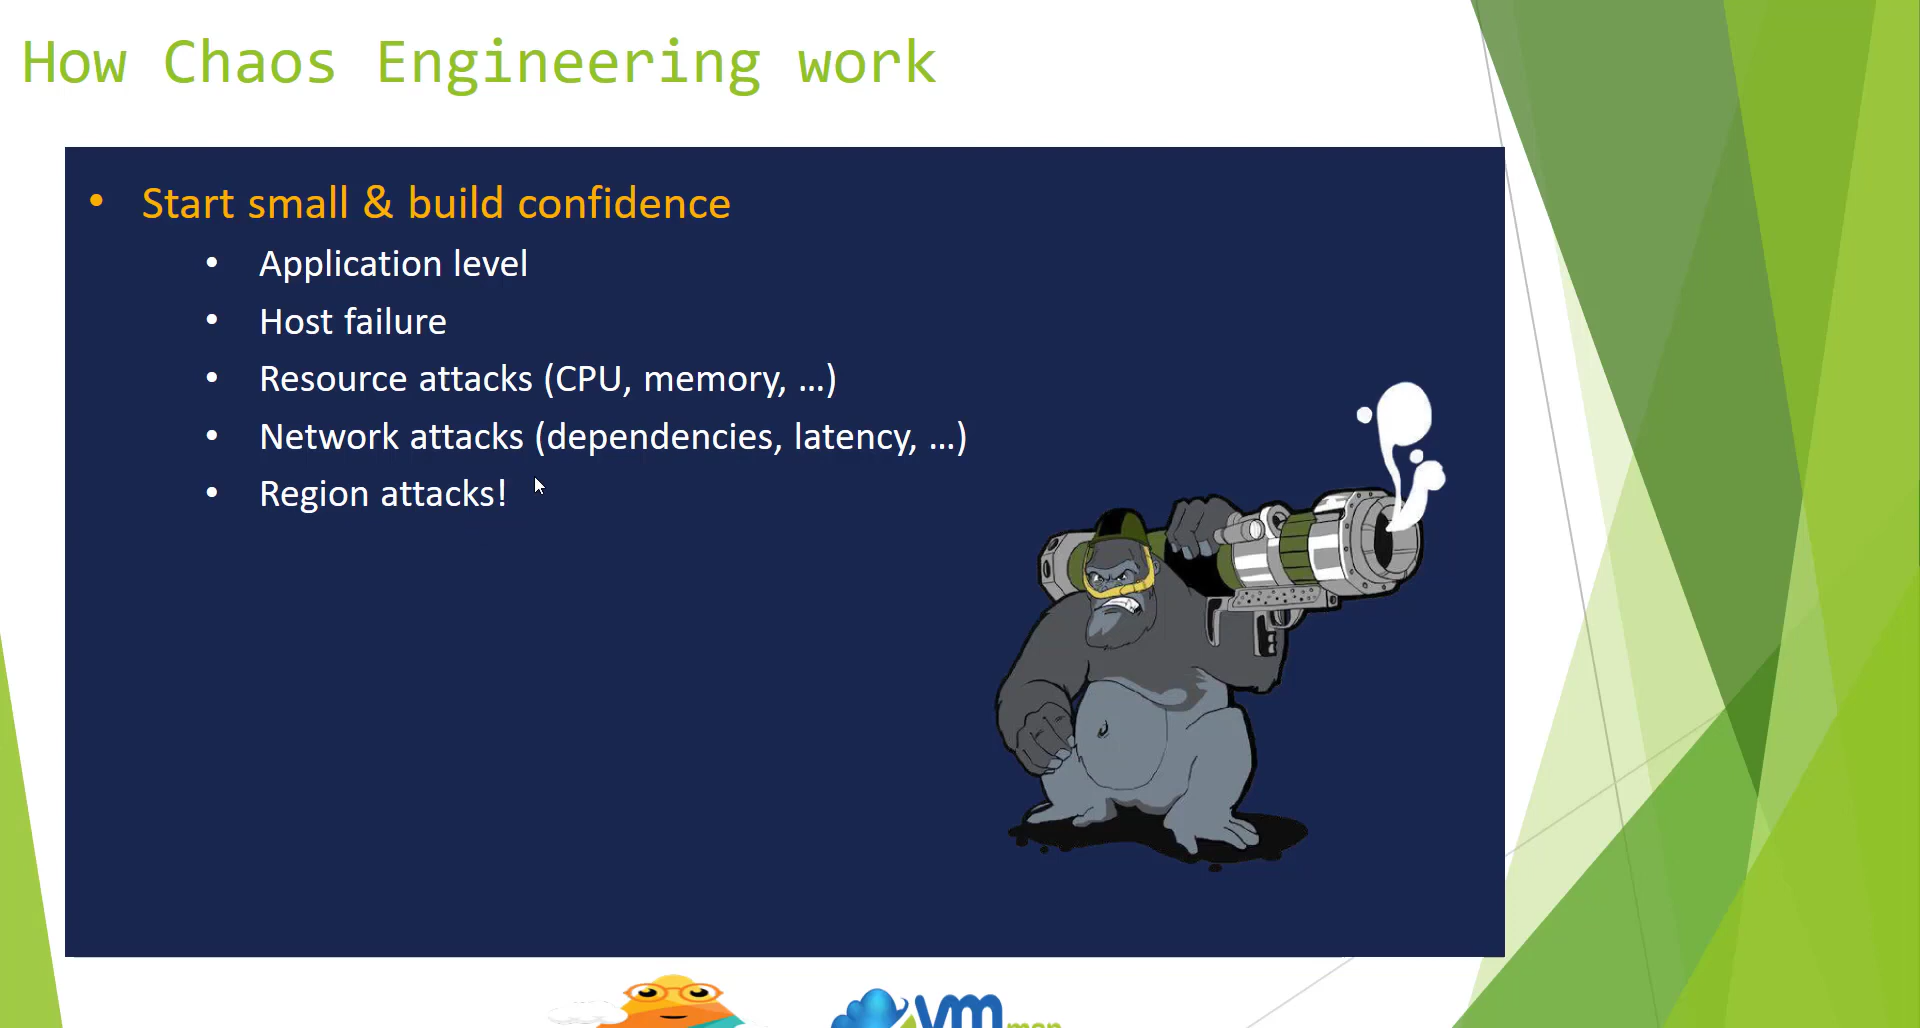 How Chaos Engineering work
• Start small & build confidence
• Application level
• Host failure
• Resource attacks (CPU, memory, ...)
• Network attacks (dependencies, latency, ...)
• Region attacks!
vm